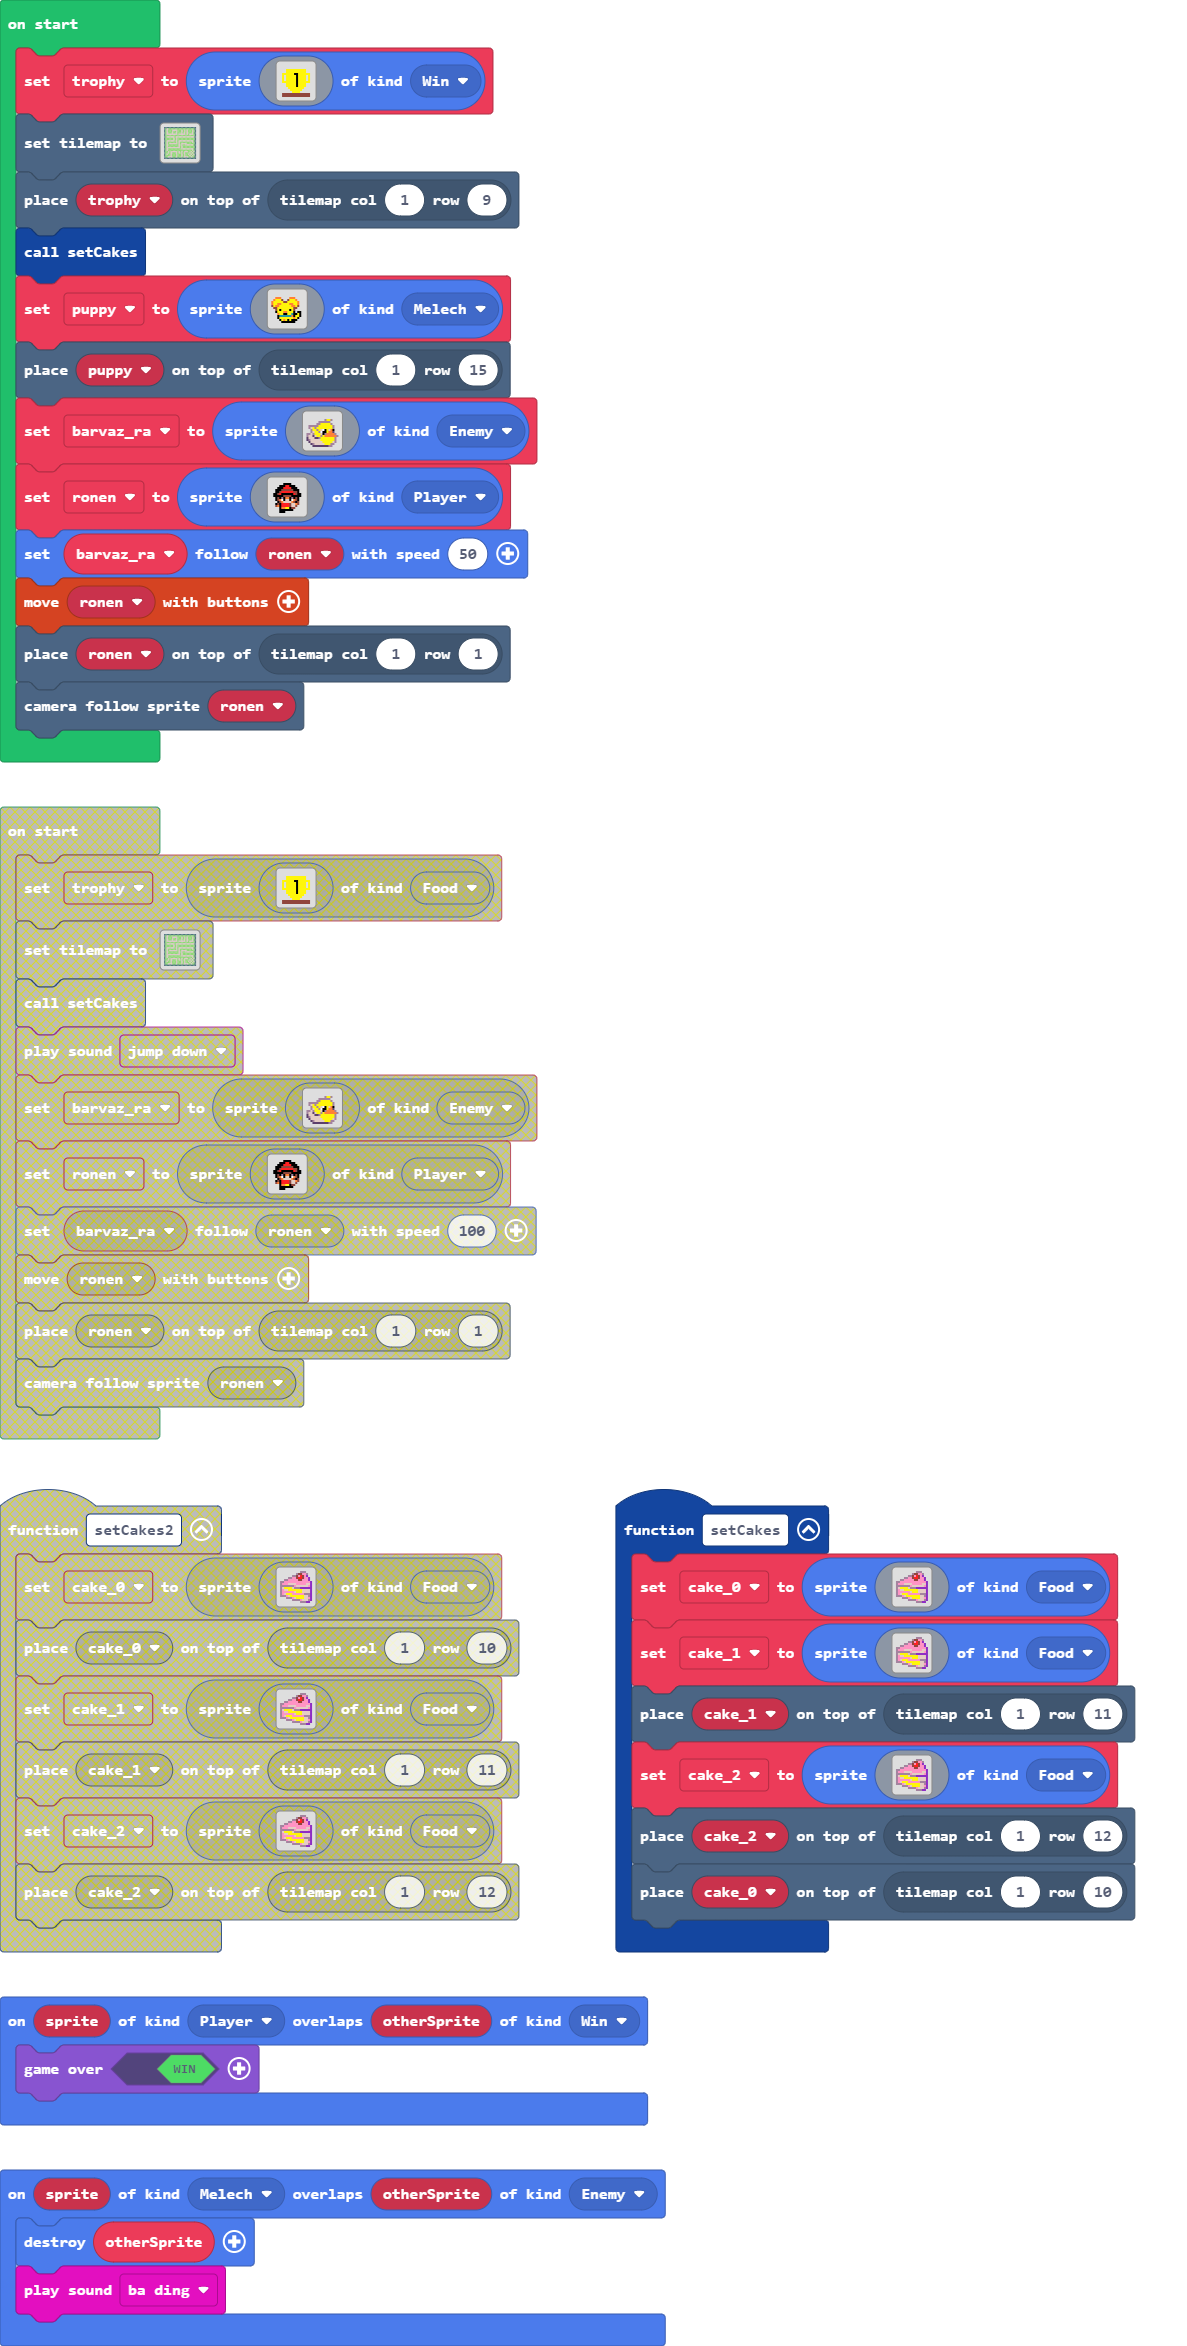 on start
set trophy to sprite 1 of kind Win
set tilemap to
place trophy on top of tilemap col 1 row 9
call setCakes
set puppy to sprite of kind Melech
place puppy on top of tilemap col 1 row 15
set barvaz_ra to sprite of kind Enemy
set ronen to sprite of kind Player
set barvaz_ra follow ronen with speed 50
move ronen with buttons
place ronen on top of tilemap col 1 row 1
camera follow sprite ronen
on start
set trophy to sprite 1 of kind Food
set tilemap to
call setCakes
play sound jump down
set barvaz_ra to sprite of kind Enemy
set ronen to sprite of kind Player
set barvaz_ra follow ronen with speed 100
move ronen with buttons
place ronen on top of tilemap col 1 row 1
camera follow sprite ronen
function setCakes2
set cake_0 to sprite of kind Food
place cake_0 on top of tilemap col 1 row 10
set cake_1 to sprite of kind Food
place cake_1 on top of tilemap col 1 row 11
set cake_2 to sprite of kind Food
place cake_2 on top of tilemap col 1 row 12
function setCakes
set cake_0 to sprite of kind Food
set cake_1 to sprite of kind Food
place cake_1 on top of tilemap col 1 row 11
set cake_2 to sprite of kind Food
place cake_2 on top of tilemap col 1 row 12
place cake_0 on top of tilemap col 1 row 10
on sprite of kind Player overlaps otherSprite of kind Win
game over WIN
on sprite of kind Melech overlaps otherSprite of kind Enemy
destroy otherSprite
play sound ba ding